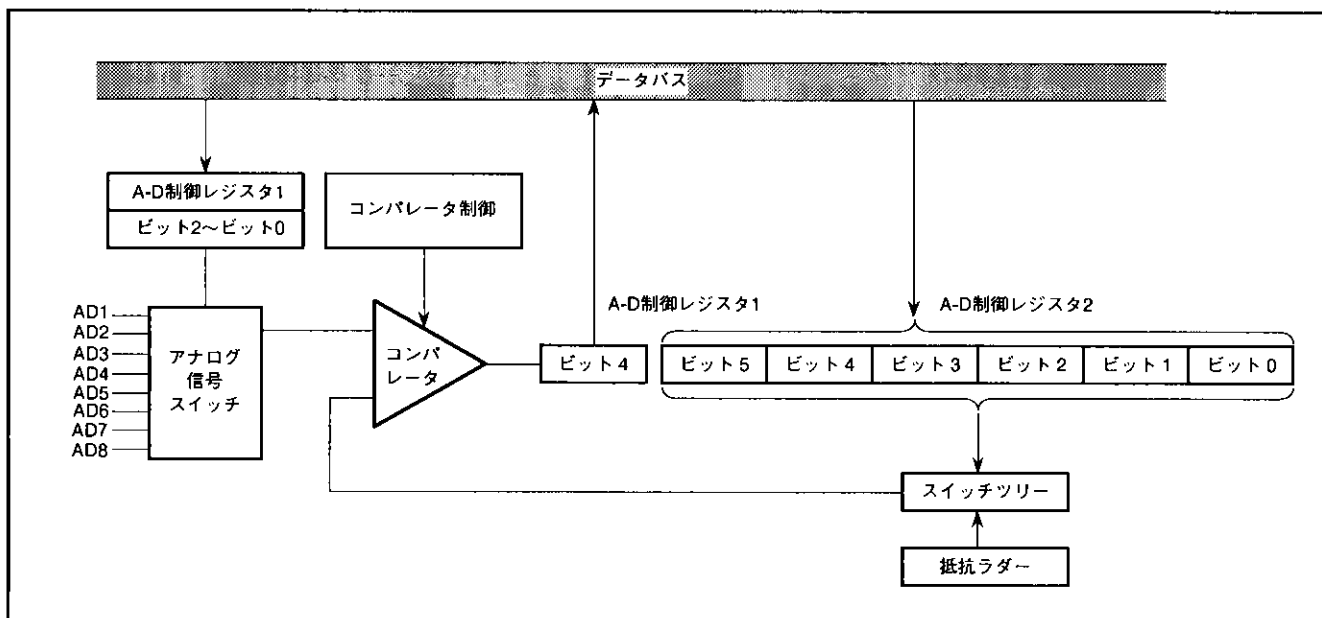 データバス
A-D制御レジスタ1
ビット2～ビット0
コンパレータ制御
A-D制御レジスタ1
A-D制御レジスタ2
AD1
AD2
AD3
AD4
AD5
AD6
AD7
AD8
アナログ
信号
スイッチ
コンパ
レータ
ビット4
ビット5
ビット4
ビット3
ビット2
ビット1
ビット0
スイッチツリー
抵抗ラダー